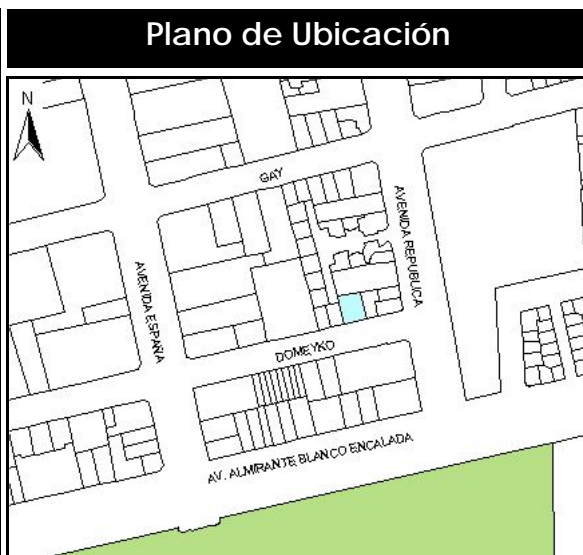 Plano de Ubicación
N
GAY
AVENIDA REPUBLICA
AVENIDA ESPAÑA
DOMEYKO
AV. ALMIRANTE BLANCO ENCALADA